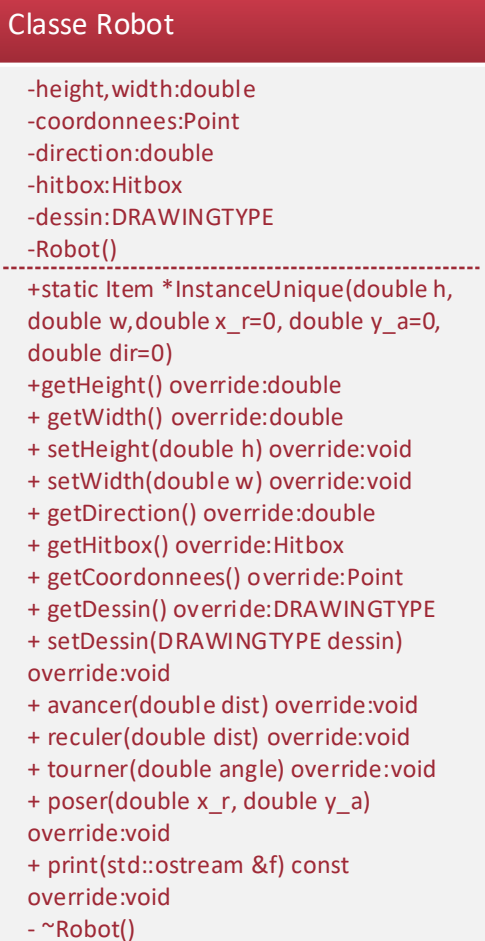 Classe Robot
-height,width:double
-coordonnees:Point
-direction:double
-hitbox:Hitbox
-dessin:DRAWINGTYPE
-Robot()
+static Item *InstanceUnique(double h,
double w,double x_r=0, double y_a=0,
double dir=0)
+getHeight() override:double
+ getWidth() override:double
+ setHeight(double h) override:void
+ setWidth(double w) override:void
+ getDirection() override:double
+ getHitbox() override:Hitbox
+ getCoordonnees() override:Point
+ getDessin() override:DRAWINGTYPE
+ setDessin(DRAWINGTYPE dessin)
override:void
+ avancer(double dist) override:void
+ reculer(double dist) override:void
+ tourner(double angle) override:void
+ poser(double x_r, double y_a)
override:void
+ print(std::ostream &f) const
override:void
- ~Robot()